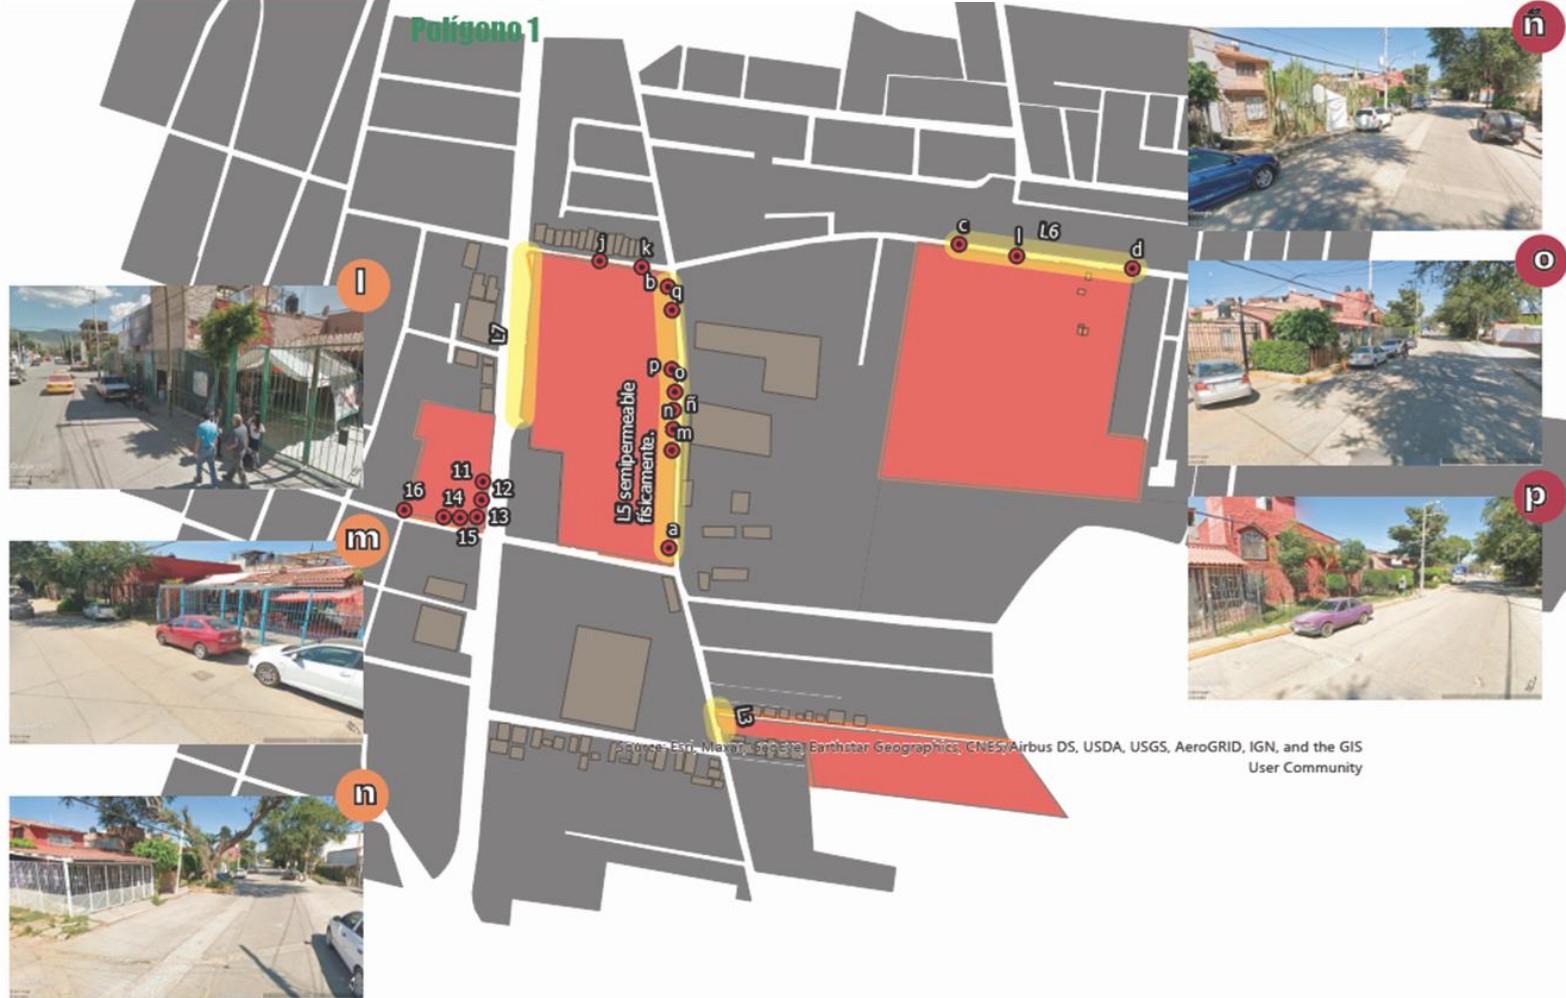 Polígono 1
ñ
c
l
L6
d
j
k
b
q
o
l
L7
p
o
n
ñ
m
L5 semipermeable
físicamente.
11
16
14
12
13
15
a
p
m
L3
Source: Esri, Maxar, GeoEye, Earthstar Geographics, CNES/Airbus DS, USDA, USGS, AeroGRID, IGN, and the GIS
User Community
n